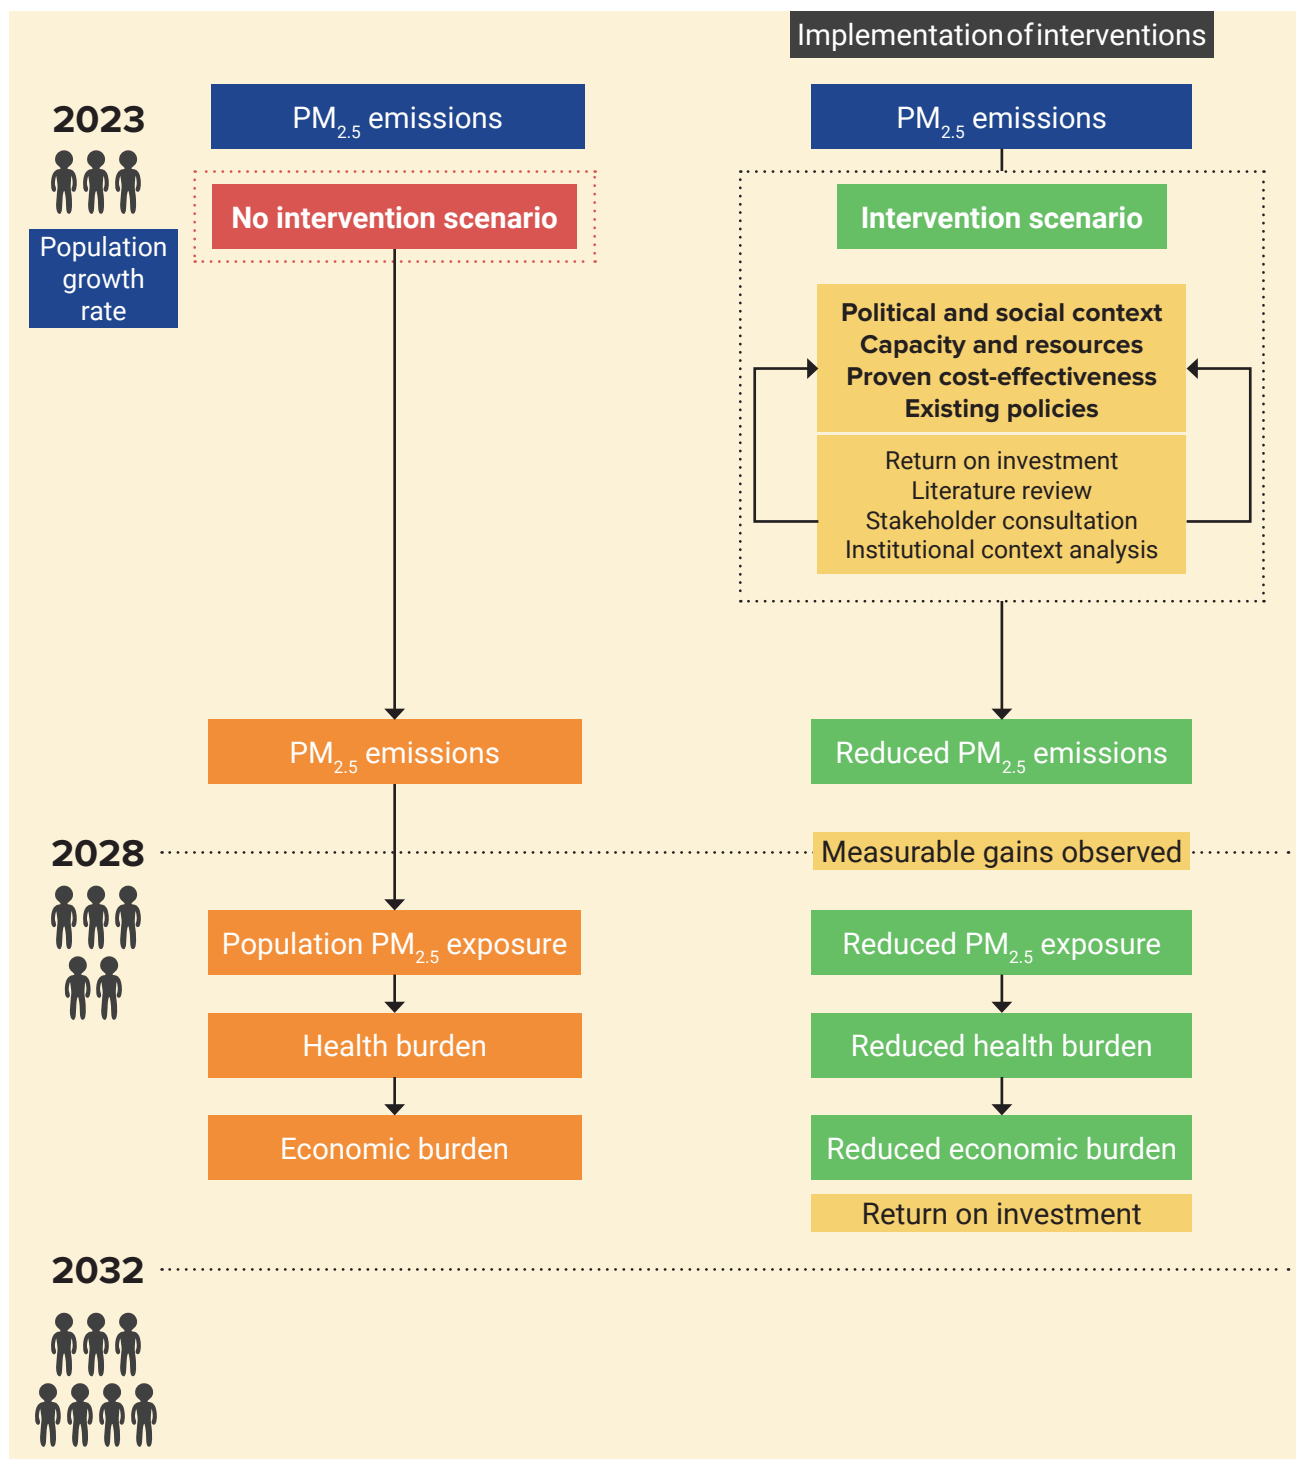 Implementation of interventions
2023
PM2.5 emissions
PM2.5 emissions
No intervention scenario
Intervention scenario
Population
growth
rate
Political and social context
Capacity and resources
Proven cost-effectiveness
Existing policies
Return on investment
Literature review
Stakeholder consultation
Institutional context analysis
PM2.5 emissions
Reduced PM2.5 emissions
2028
Measurable gains observed
Population PM2.5 exposure
Reduced PM2.5 exposure
Health burden
Reduced health burden
Economic burden
Reduced economic burden
Return on investment
2032